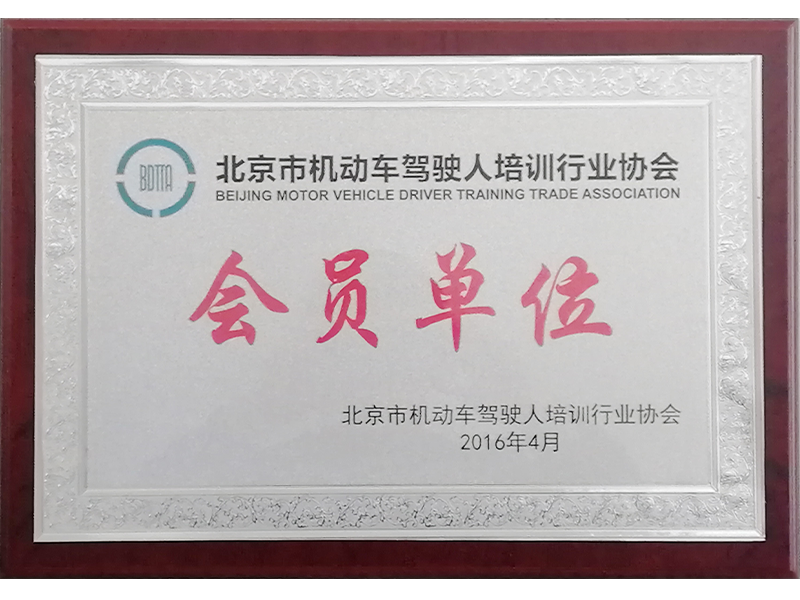 BDTTA
北京市机动车驾驶人培训行业协会
BEIJING MOTOR VEHICLE DRIVER TRAINING TRADE ASSOCIATION
会员单位
北京市机动车驾驶人培训行业协会
2016年4月